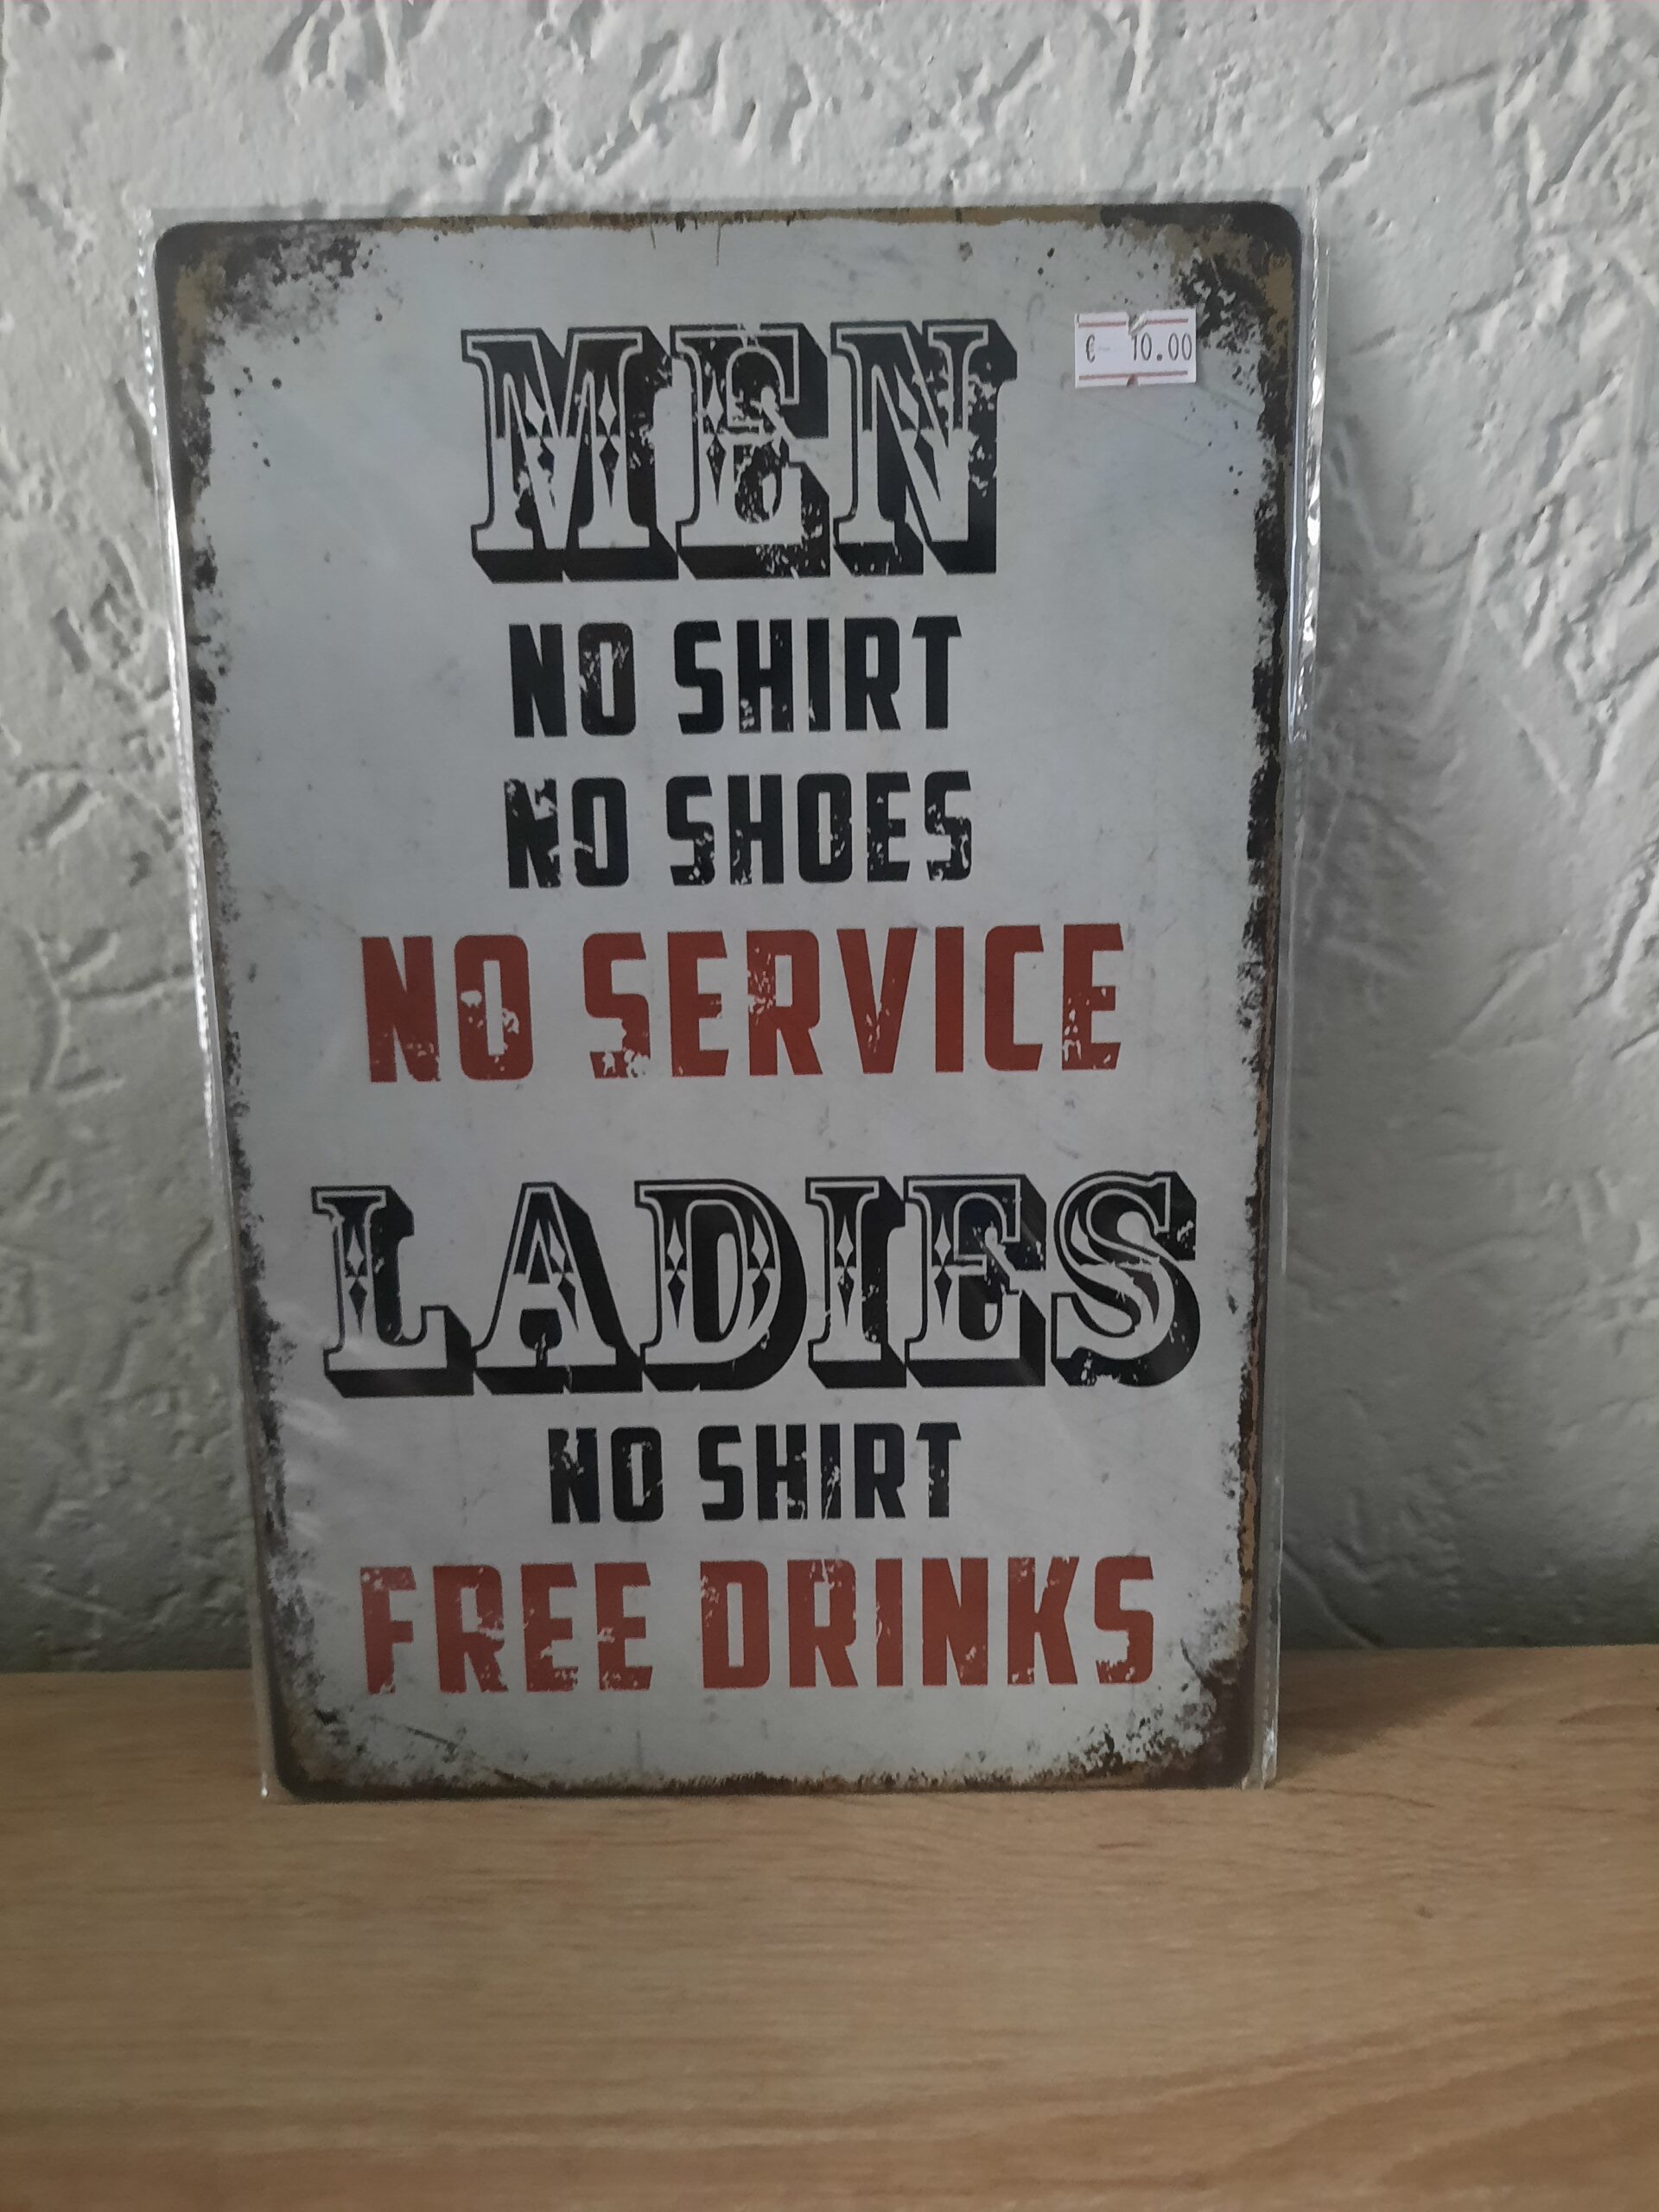 MEN
€ 10.00
NO SHIRT
NO SHOES
NO SERVICE
LADIES
NO SHIRT
FREE DRINKS